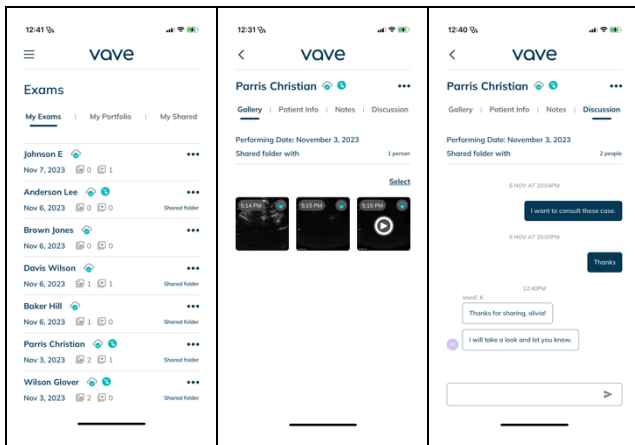 12:41
vave
Exams
My Exams | My Portfolio | My Shared
Johnson E
Nov 7, 2023 0 1
Anderson Lee
Nov 6, 2023 0 0 Shared folder
Brown Jones
Nov 6, 2023 0 0
Davis Wilson
Nov 6, 2023 1 1 Shared folder
Baker Hill
Nov 6, 2023 1 0 Shared folder
Parris Christian
Nov 3, 2023 2 1 Shared folder
Wilson Glover
Nov 3, 2023 2 0 Shared folder
12:31
vave
Parris Christian
Gallery | Patient Info | Notes | Discussion
Performing Date: November 3, 2023
Shared folder with 1 person
Select
5:14 PM 5:15 PM 5:15 PM
12:40
vave
Parris Christian
Gallery | Patient Info | Notes | Discussion
Performing Date: November 3, 2023
Shared folder with 2 people
6 NOV AT 20:04PM
I want to consult these case.
6 NOV AT 20:05PM
Thanks
12:40PM
VomC K
Thanks for sharing, olivia!
I will take a look and let you know.